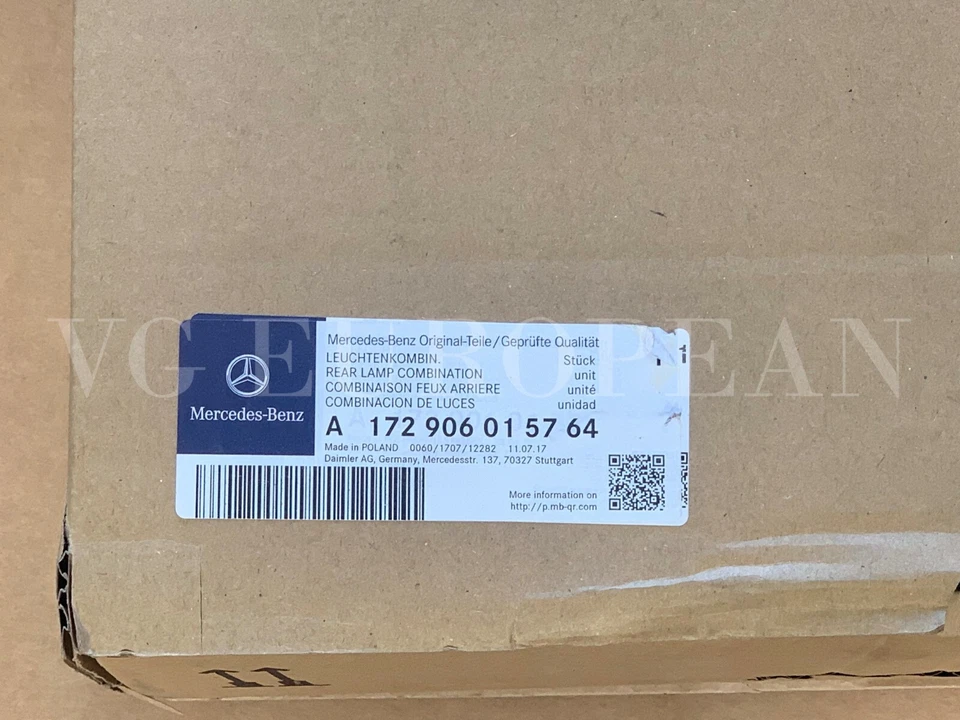 VG EUROPEAN
Mercedes-Benz
Mercedes-Benz Original-Teile/Geprüfte Qualität
LEUCHTENKOMBIN. Stück
REAR LAMP COMBINATION unit
COMBINAISON FEUX ARRIERE unité
COMBINACION DE LUCES unidad
A 172 906 01 57 64
Made in POLAND 0060/1707/12282 11.07.17
Daimler AG, Germany, Mercedesstr. 137, 70327 Stuttgart
More information on
http://p.mb-qr.com
11